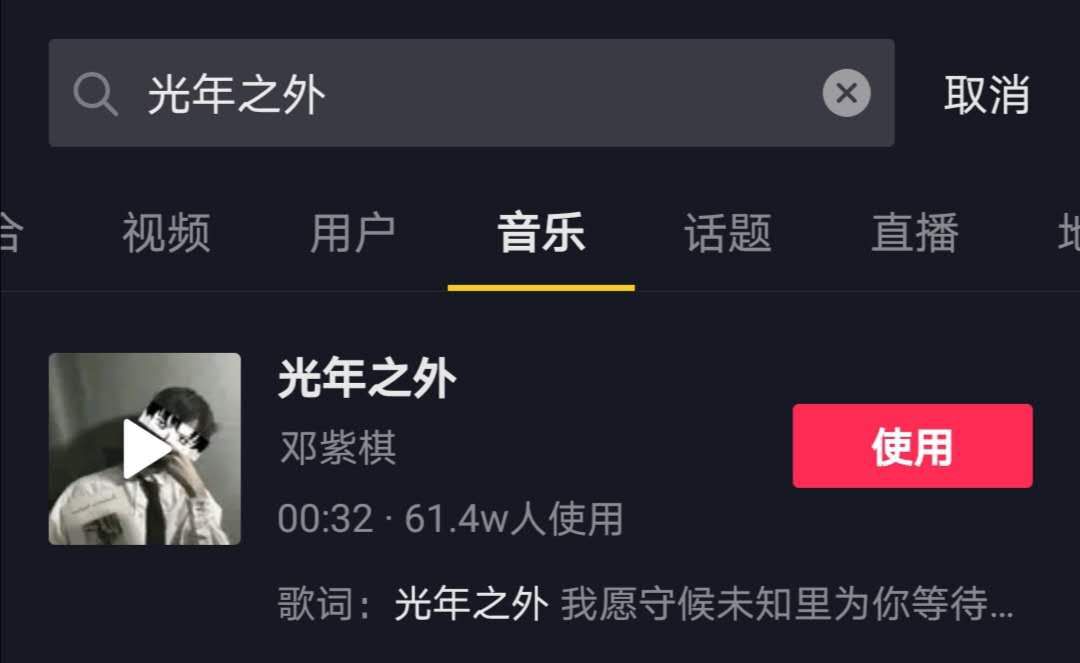 光年之外 取消
合 视频 用户 音乐 话题 直播 地
光年之外
邓紫棋
使用
00:32 · 61.4w人使用
歌词：光年之外 我愿守候未知里为你等待...